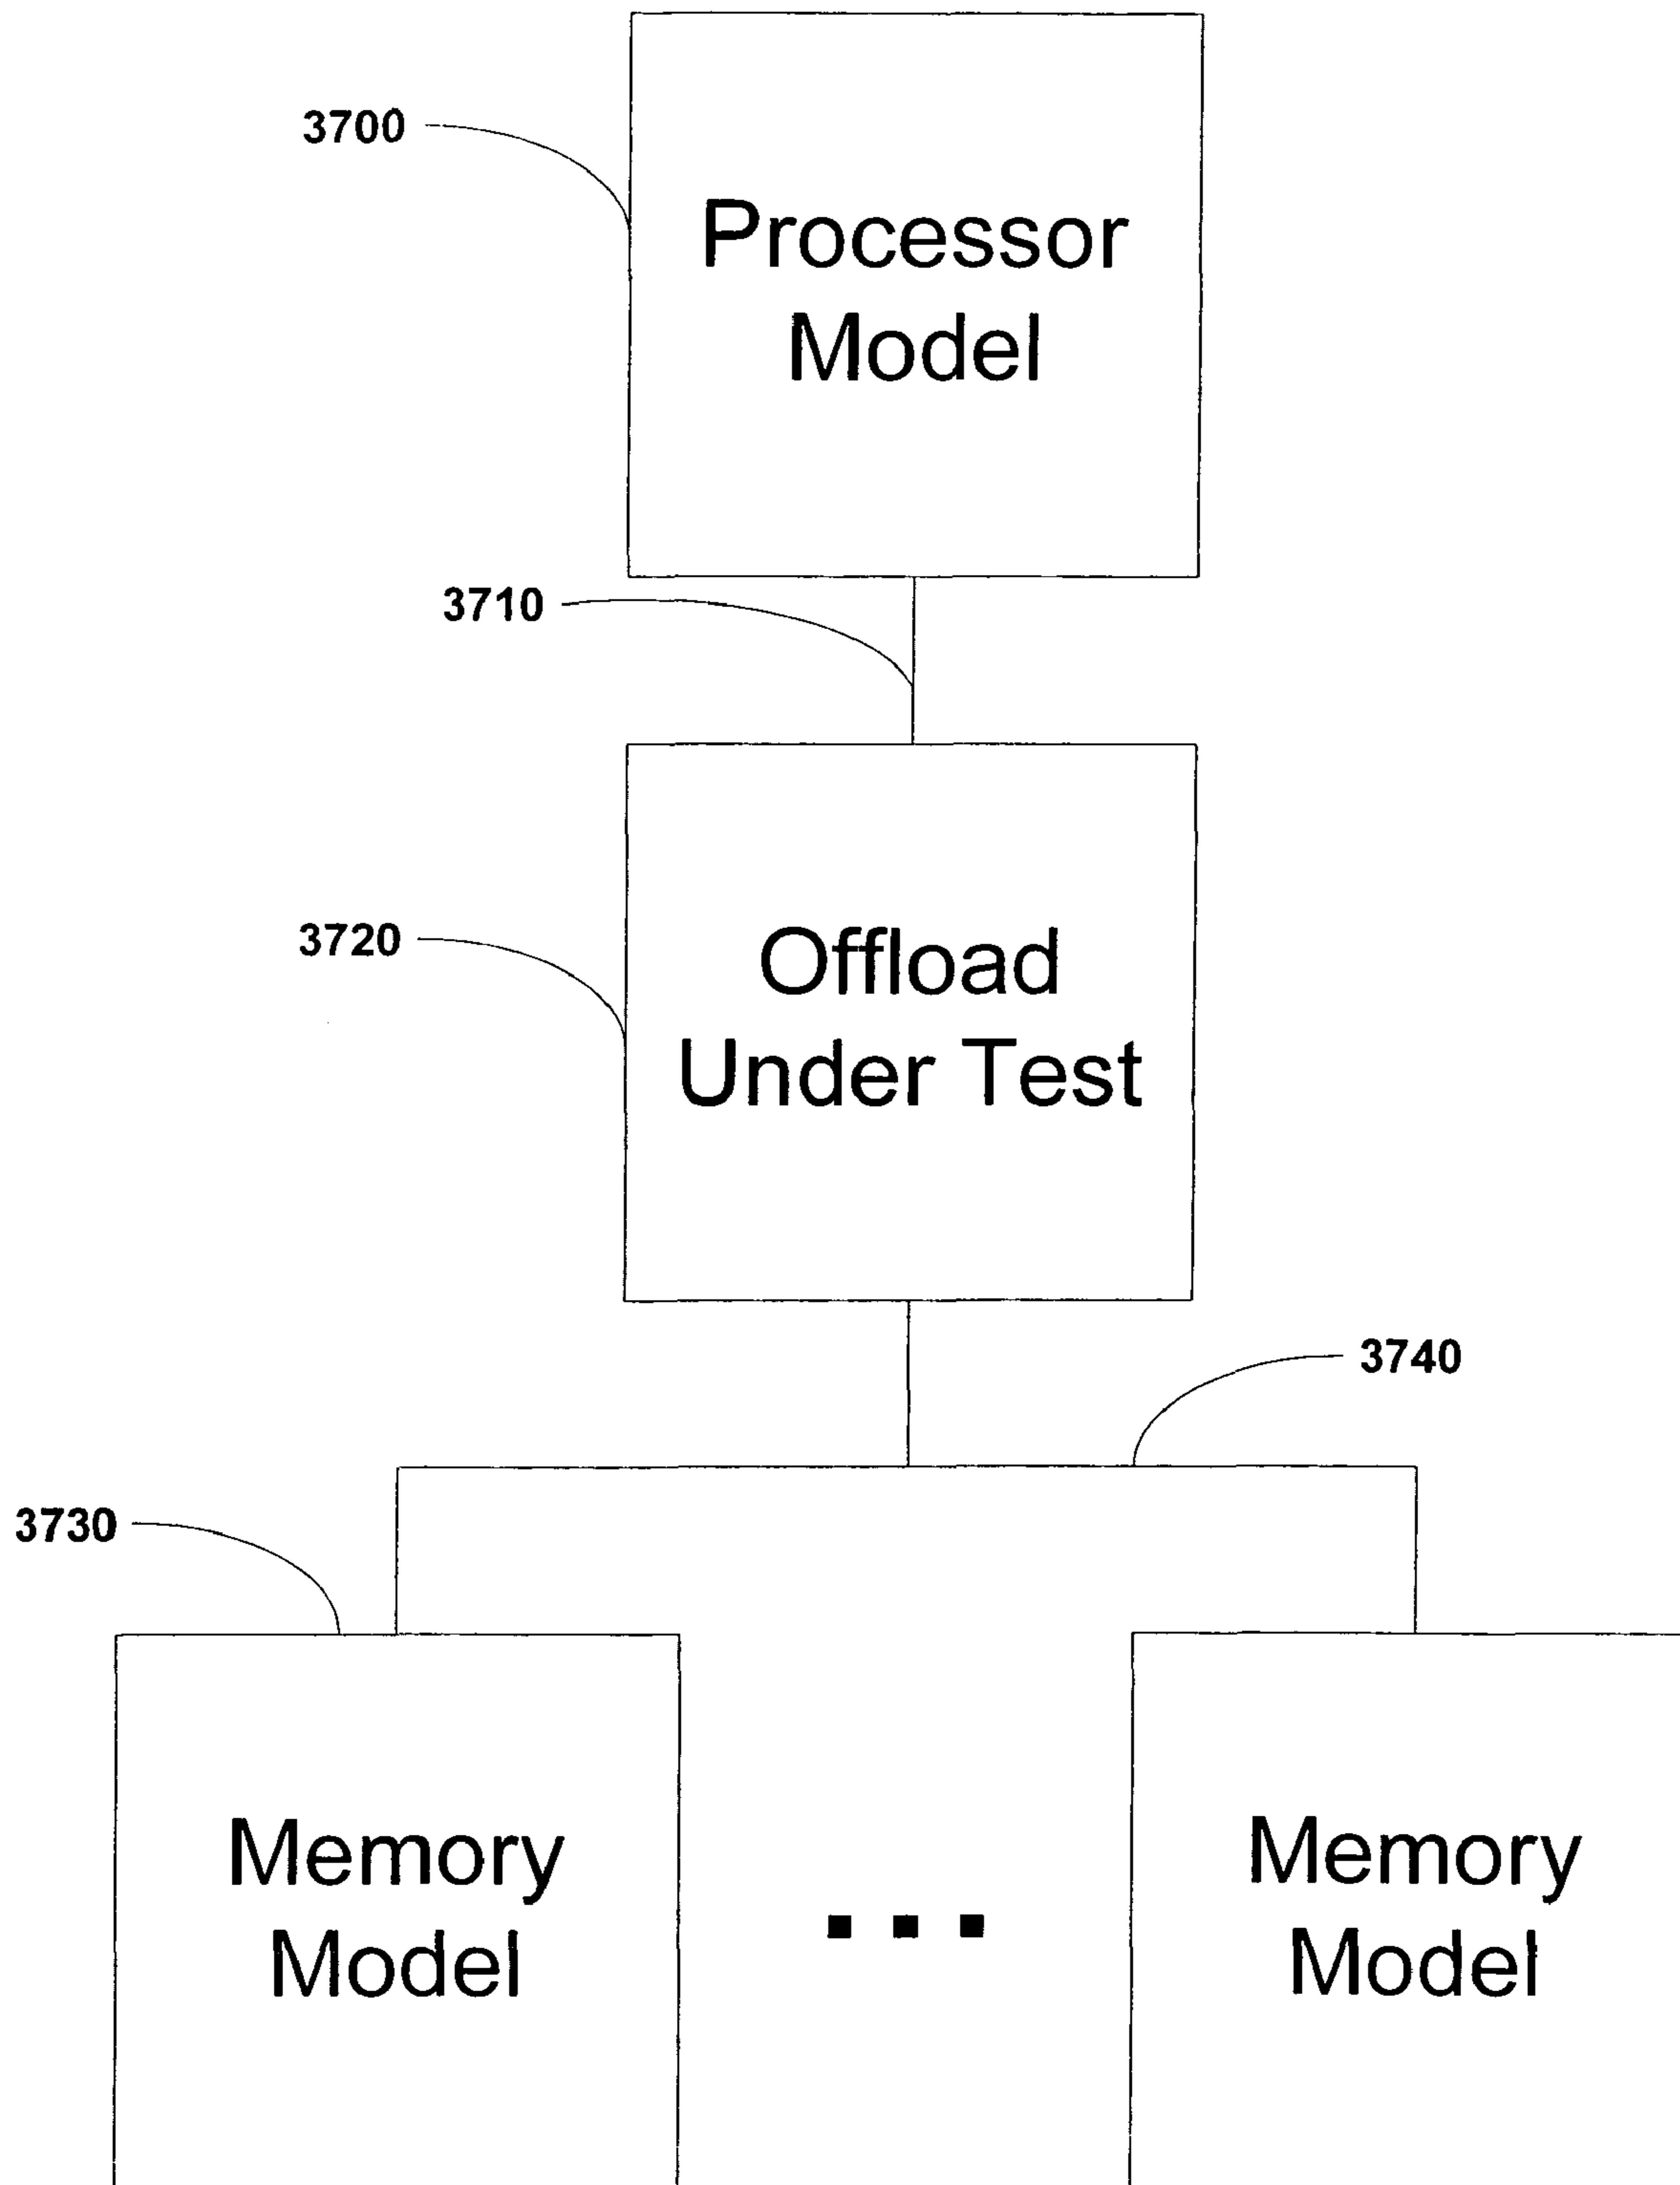 3700
Processor
Model
3710
3720
Offload
Under Test
3740
3730
Memory
Model
...
Memory
Model